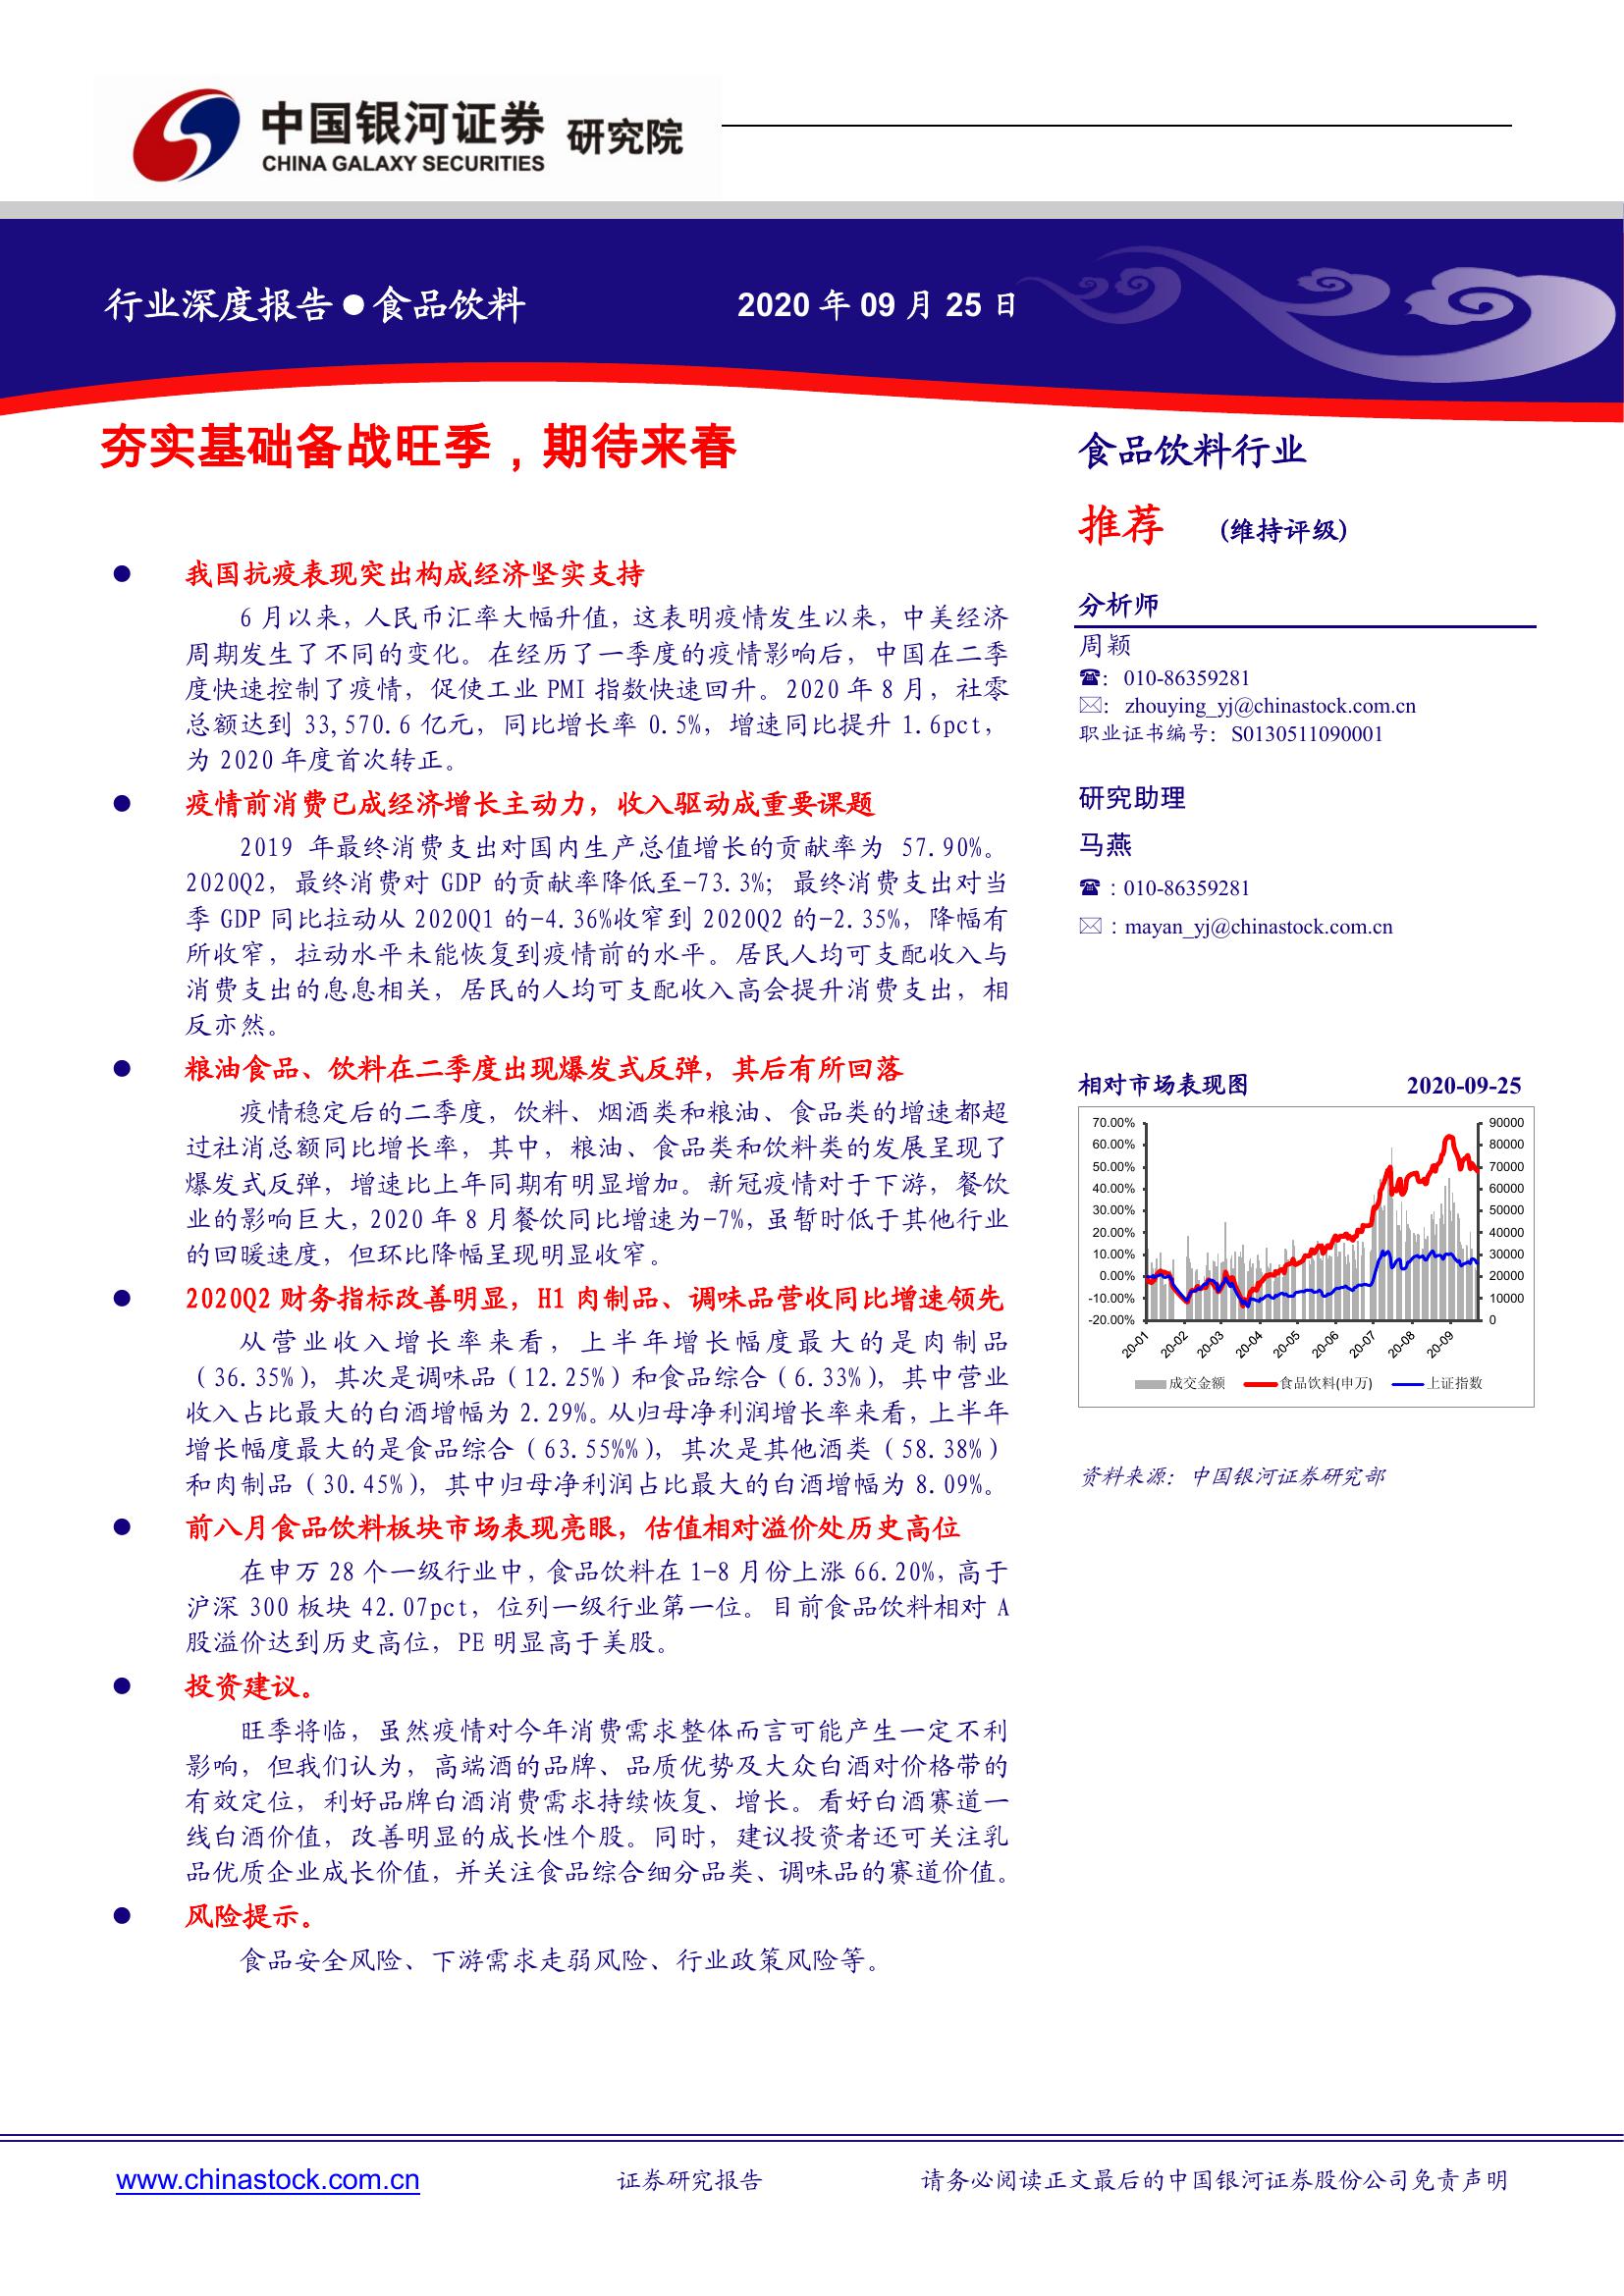 中国银河证券 研究院
CHINA GALAXY SECURITIES
行业深度报告●食品饮料
2020 年 09 月 25 日
夯实基础备战旺季，期待来春
● 我国抗疫表现突出构成经济坚实支持
6 月以来，人民币汇率大幅升值，这表明疫情发生以来，中美经济
周期发生了不同的变化。在经历了一季度的疫情影响后，中国在二季
度快速控制了疫情，促使工业 PMI 指数快速回升。2020 年 8 月，社零
总额达到 33,570.6 亿元，同比增长率 0.5%，增速同比提升 1.6pct，
为 2020 年度首次转正。
● 疫情前消费已成经济增长主动力，收入驱动成重要课题
2019 年最终消费支出对国内生产总值增长的贡献率为 57.90%。
2020Q2，最终消费对 GDP 的贡献率降低至-73.3%；最终消费支出对当
季 GDP 同比拉动从 2020Q1 的-4.36%收窄到 2020Q2 的-2.35%，降幅有
所收窄，拉动水平未能恢复到疫情前的水平。居民人均可支配收入与
消费支出的息息相关，居民的人均可支配收入高会提升消费支出，相
反亦然。
● 粮油食品、饮料在二季度出现爆发式反弹，其后有所回落
疫情稳定后的二季度，饮料、烟酒类和粮油、食品类的增速都超
过社消总额同比增长率，其中，粮油、食品类和饮料类的发展呈现了
爆发式反弹，增速比上年同期有明显增加。新冠疫情对于下游，餐饮
业的影响巨大，2020 年 8 月餐饮同比增速为-7%，虽暂时低于其他行业
的回暖速度，但环比降幅呈现明显收窄。
● 2020Q2 财务指标改善明显，H1 肉制品、调味品营收同比增速领先
从营业收入增长率来看，上半年增长幅度最大的是肉制品
（36.35%），其次是调味品（12.25%）和食品综合（6.33%），其中营业
收入占比最大的白酒增幅为 2.29%。从归母净利润增长率来看，上半年
增长幅度最大的是食品综合（63.55%%），其次是其他酒类（58.38%）
和肉制品（30.45%），其中归母净利润占比最大的白酒增幅为 8.09%。
● 前八月食品饮料板块市场表现亮眼，估值相对溢价处历史高位
在申万 28 个一级行业中，食品饮料在 1-8 月份上涨 66.20%，高于
沪深 300 板块 42.07pct，位列一级行业第一位。目前食品饮料相对 A
股溢价达到历史高位，PE 明显高于美股。
● 投资建议。
旺季将临，虽然疫情对今年消费需求整体而言可能产生一定不利
影响，但我们认为，高端酒的品牌、品质优势及大众白酒对价格带的
有效定位，利好品牌白酒消费需求持续恢复、增长。看好白酒赛道一
线白酒价值，改善明显的成长性个股。同时，建议投资者还可关注乳
品优质企业成长价值，并关注食品综合细分品类、调味品的赛道价值。
● 风险提示。
食品安全风险、下游需求走弱风险、行业政策风险等。
食品饮料行业
推荐 (维持评级)
分析师
周颖
☎： 010-86359281
✉： zhouying_yj@chinastock.com.cn
职业证书编号：S0130511090001
研究助理
马燕
☎ : 010-86359281
✉ : mayan_yj@chinastock.com.cn
相对市场表现图 2020-09-25
70.00% 90000
60.00% 80000
50.00% 70000
40.00% 60000
30.00% 50000
20.00% 40000
10.00% 30000
0.00% 20000
-10.00% 10000
-20.00% 0
20-01 20-02 20-03 20-04 20-05 20-06 20-07 20-08 20-09
成交金额 食品饮料(申万) 上证指数
资料来源：中国银河证券研究部
www.chinastock.com.cn 证券研究报告 请务必阅读正文最后的中国银河证券股份公司免责声明